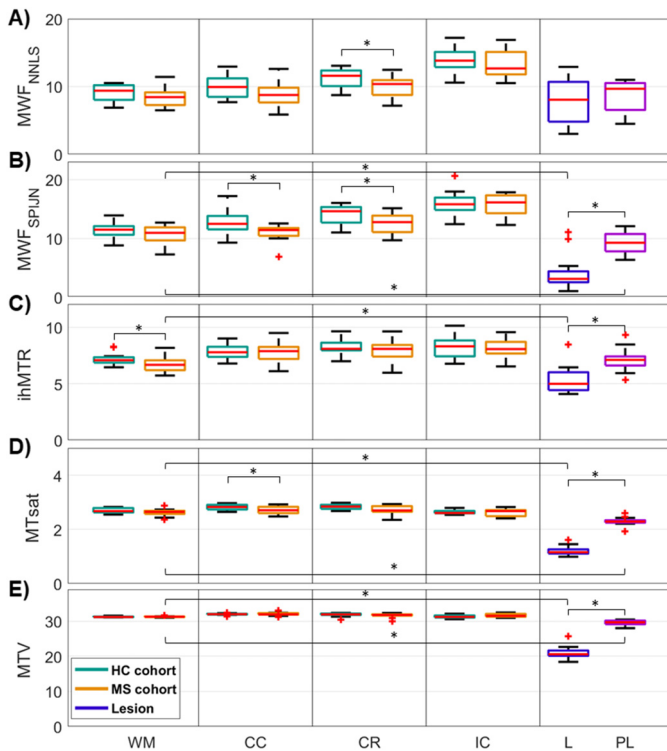 A)
MWF_NNLS
20
10
0
*
B)
MWF_SPIJN
20
10
0
* * * * *
C)
ihMTR
10
5
0
* * *
D)
MTsat
4
2
0
* * * *
E)
MTV
30
20
10
0
* * *
HC cohort
MS cohort
Lesion
WM CC CR IC L PL